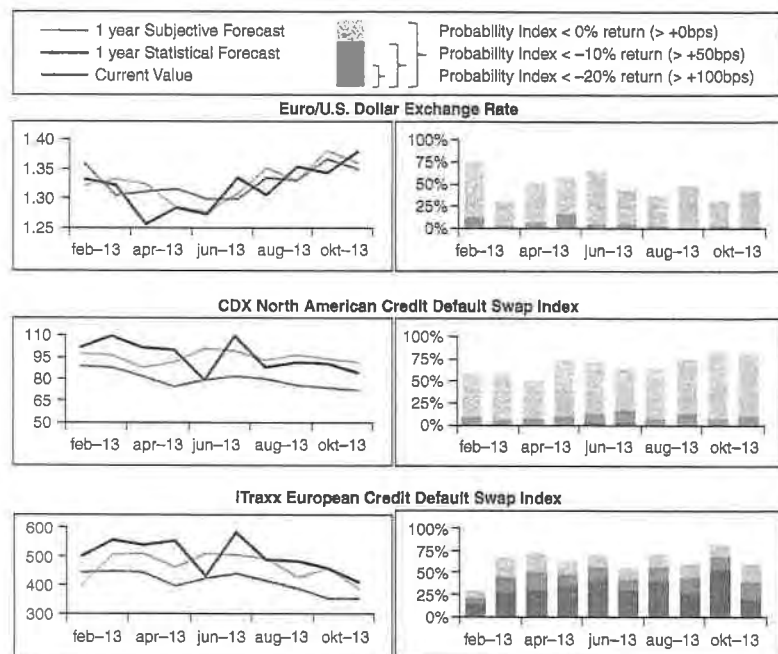 1 year Subjective Forecast
1 year Statistical Forecast
Current Value
Probability Index < 0% return (> +0bps)
Probability Index < –10% return (> +50bps)
Probability Index < –20% return (> +100bps)
Euro/U.S. Dollar Exchange Rate
1.40
1.35
1.30
1.25
feb–13 apr–13 jun–13 aug–13 okt–13
100%
75%
50%
25%
0%
feb–13 apr–13 jun–13 aug–13 okt–13
CDX North American Credit Default Swap Index
110
95
80
65
50
feb–13 apr–13 jun–13 aug–13 okt–13
100%
75%
50%
25%
0%
feb–13 apr–13 jun–13 aug–13 okt–13
iTraxx European Credit Default Swap Index
600
500
400
300
feb–13 apr–13 jun–13 aug–13 okt–13
100%
75%
50%
25%
0%
feb–13 apr–13 jun–13 aug–13 okt–13